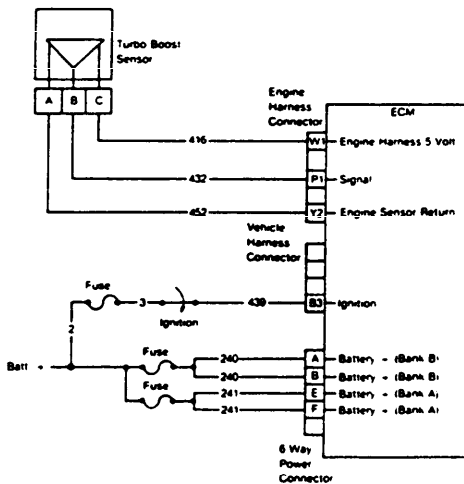 Turbo Boost
Sensor
A B C
Engine
Harness
Connector
ECM
416 W1 Engine Harness 5 Volt
432 P1 Signal
452 Y2 Engine Sensor Return
Vehicle
Harness
Connector
Fuse
3 439 B3 Ignition
Ignition
2
Batt +
Fuse
240 A Battery + (Bank B)
240 B Battery + (Bank B)
Fuse
241 E Battery + (Bank A)
241 F Battery + (Bank A)
6 Way
Power
Connector